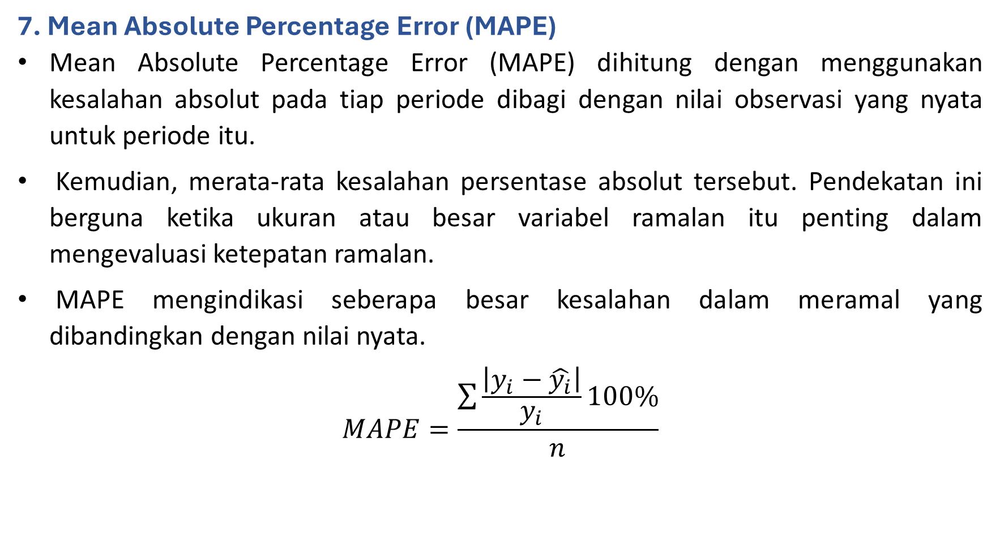 7. Mean Absolute Percentage Error (MAPE)
• Mean Absolute Percentage Error (MAPE) dihitung dengan menggunakan
kesalahan absolut pada tiap periode dibagi dengan nilai observasi yang nyata
untuk periode itu.
• Kemudian, merata-rata kesalahan persentase absolut tersebut. Pendekatan ini
berguna ketika ukuran atau besar variabel ramalan itu penting dalam
mengevaluasi ketepatan ramalan.
• MAPE mengindikasi seberapa besar kesalahan dalam meramal yang
dibandingkan dengan nilai nyata.
$MAPE = \frac{\sum \frac{|y_i - \widehat{y_i}|}{y_i} 100\%}{n}$